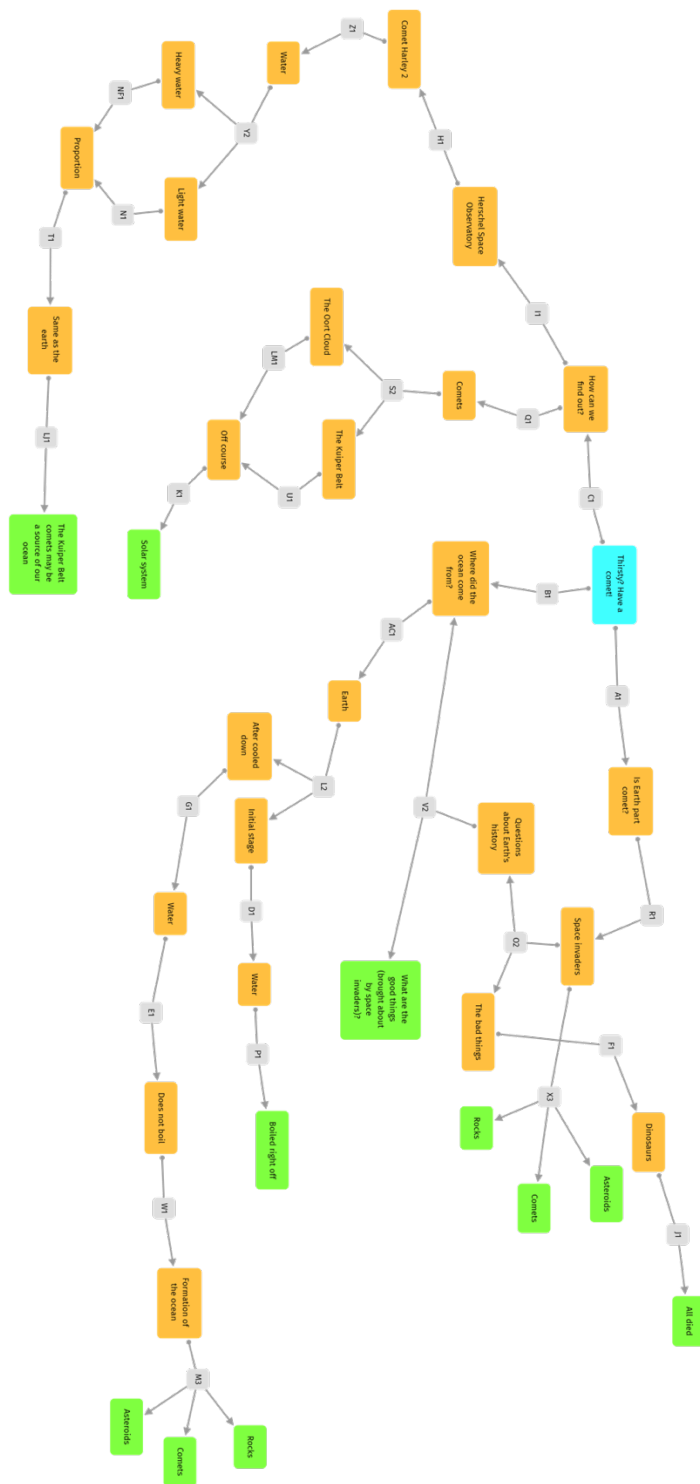 Thirsty? Have a
comet!
A1
Is Earth part
comet?
R1
Space invaders
X3
Asteroids
Comets
Rocks
O2
The bad things
F1
Dinosaurs
J1
All died
Questions
about Earth's
history
V2
What are the
good things
(brought about
by space
invaders)?
B1
Where did the
ocean come
from?
AC1
Earth
L2
Initial stage
D1
Water
P1
Boiled right off
After cooled
down
G1
Water
E1
Does not boil
W1
Formation of
the ocean
M3
Rocks
Comets
Asteroids
C1
How can we
find out?
Q1
Comets
S2
The Oort Cloud
LM1
The Kuiper Belt
U1
Off course
K1
Solar system
I1
Herschel Space
Observatory
H1
Comet Harley 2
Z1
Water
Y2
Heavy water
NF1
Light water
N1
Proportion
T1
Same as the
earth
LJ1
The Kuiper Belt
comets may be
a source of our
ocean